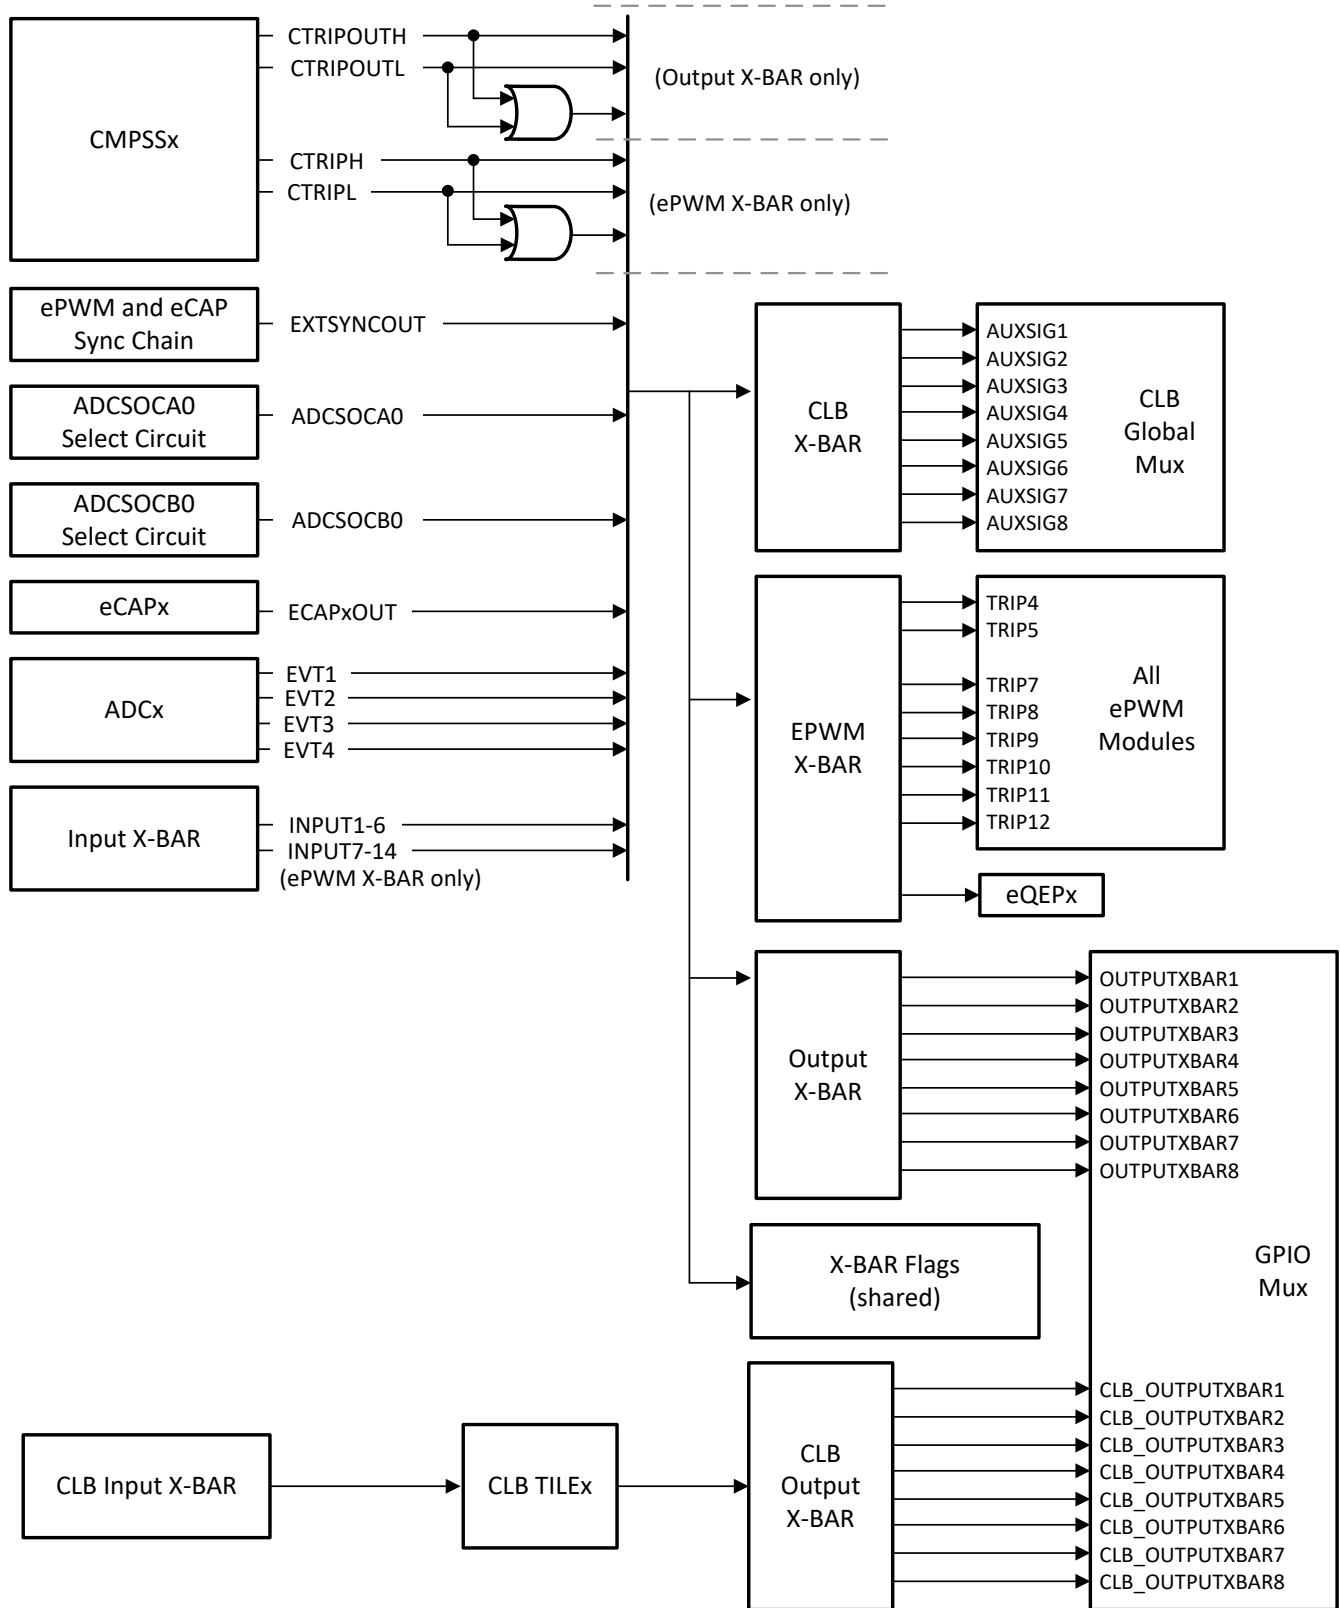 CTRIPOUTH
CTRIPOUTL
(Output X-BAR only)
CMPSSx
CTRIPH
CTRIPL
(ePWM X-BAR only)
ePWM and eCAP
Sync Chain
EXTSYNCOUT
ADCSOCA0
Select Circuit
ADCSOCA0
ADCSOCB0
Select Circuit
ADCSOCB0
eCAPx
ECAPxOUT
ADCx
EVT1
EVT2
EVT3
EVT4
Input X-BAR
INPUT1-6
INPUT7-14
(ePWM X-BAR only)
CLB
X-BAR
AUXSIG1
AUXSIG2
AUXSIG3
AUXSIG4
AUXSIG5
AUXSIG6
AUXSIG7
AUXSIG8
CLB
Global
Mux
EPWM
X-BAR
TRIP4
TRIP5
TRIP7
TRIP8
TRIP9
TRIP10
TRIP11
TRIP12
All
ePWM
Modules
eQEPx
Output
X-BAR
OUTPUTXBAR1
OUTPUTXBAR2
OUTPUTXBAR3
OUTPUTXBAR4
OUTPUTXBAR5
OUTPUTXBAR6
OUTPUTXBAR7
OUTPUTXBAR8
X-BAR Flags
(shared)
GPIO
Mux
CLB Input X-BAR
CLB TILEx
CLB
Output
X-BAR
CLB_OUTPUTXBAR1
CLB_OUTPUTXBAR2
CLB_OUTPUTXBAR3
CLB_OUTPUTXBAR4
CLB_OUTPUTXBAR5
CLB_OUTPUTXBAR6
CLB_OUTPUTXBAR7
CLB_OUTPUTXBAR8